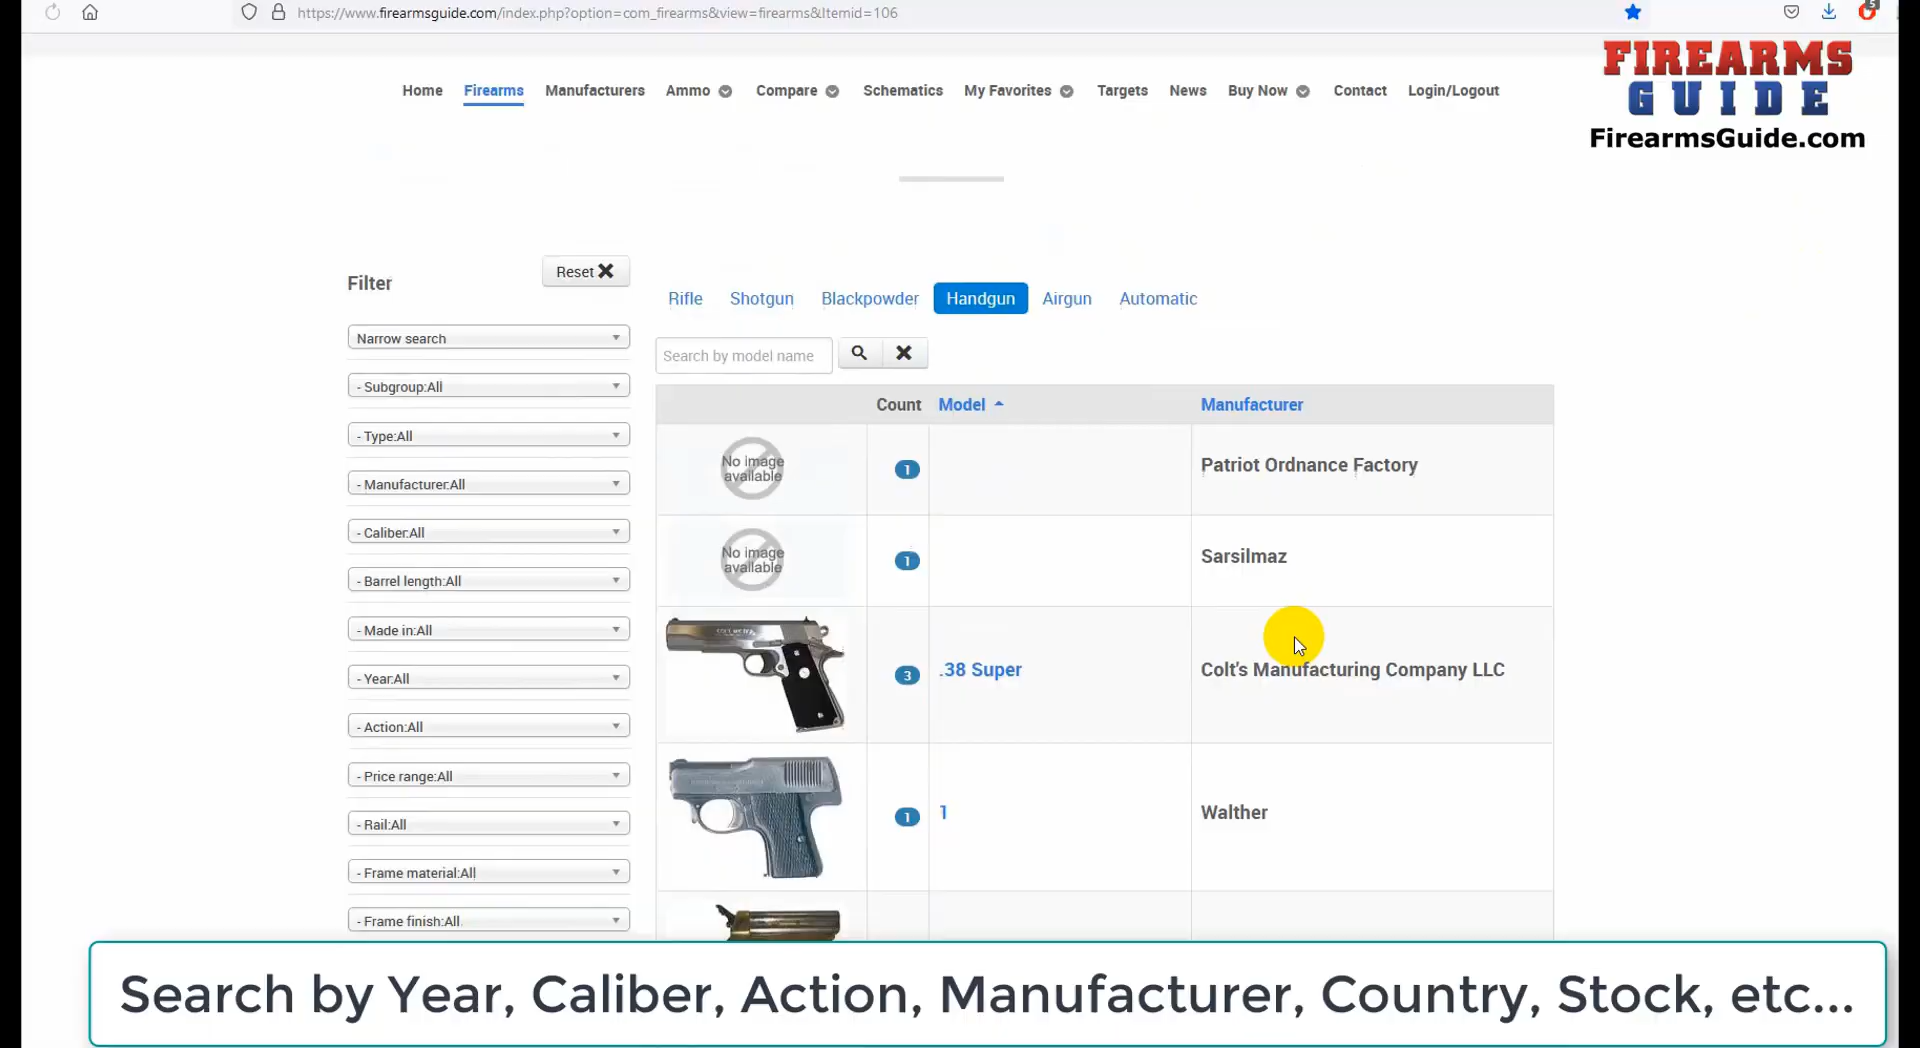 https://www.firearmsguide.com/index.php?option=com_firearms&view=firearms&Itemid=106
5
FIREARMS
GUIDE
FirearmsGuide.com
Home Firearms Manufacturers Ammo Compare Schematics My Favorites Targets News Buy Now Contact Login/Logout
Filter
Reset
Narrow search
- Subgroup:All
- Type:All
- Manufacturer:All
- Caliber:All
- Barrel length:All
- Made in:All
- Year:All
- Action:All
- Price range:All
- Rail:All
- Frame material:All
- Frame finish:All
Rifle Shotgun Blackpowder Handgun Airgun Automatic
Search by model name
Count Model Manufacturer
No image
available
1 Patriot Ordnance Factory
No image
available
1 Sarsilmaz
3 .38 Super Colt's Manufacturing Company LLC
1 1 Walther
Search by Year, Caliber, Action, Manufacturer, Country, Stock, etc...